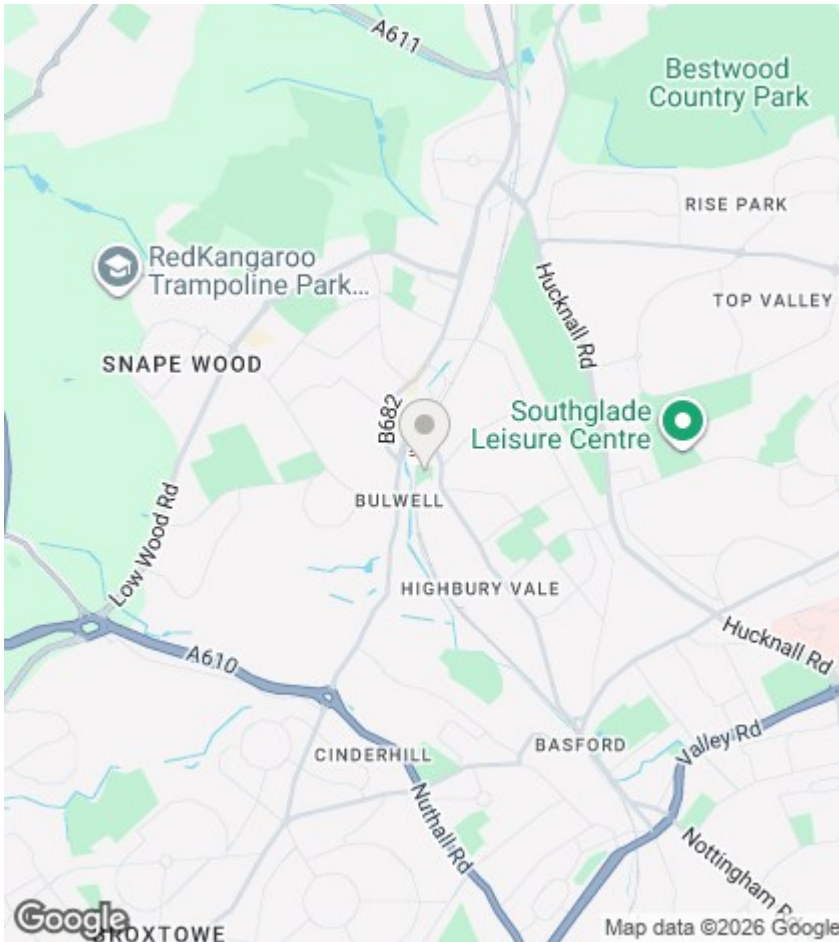 A611
Bestwood
Country Park
RISE PARK
RedKangaroo
Trampoline Park...
Hucknall Rd
TOP VALLEY
SNAPE WOOD
B682
Southglade
Leisure Centre
BULWELL
Low Wood Rd
HIGHBURY VALE
Hucknall Rd
A610
BASFORD
Valley Rd
CINDERHILL
Nuthall Rd
Nottingham Rd
Google
BROXTOWE
Map data ©2026 Google